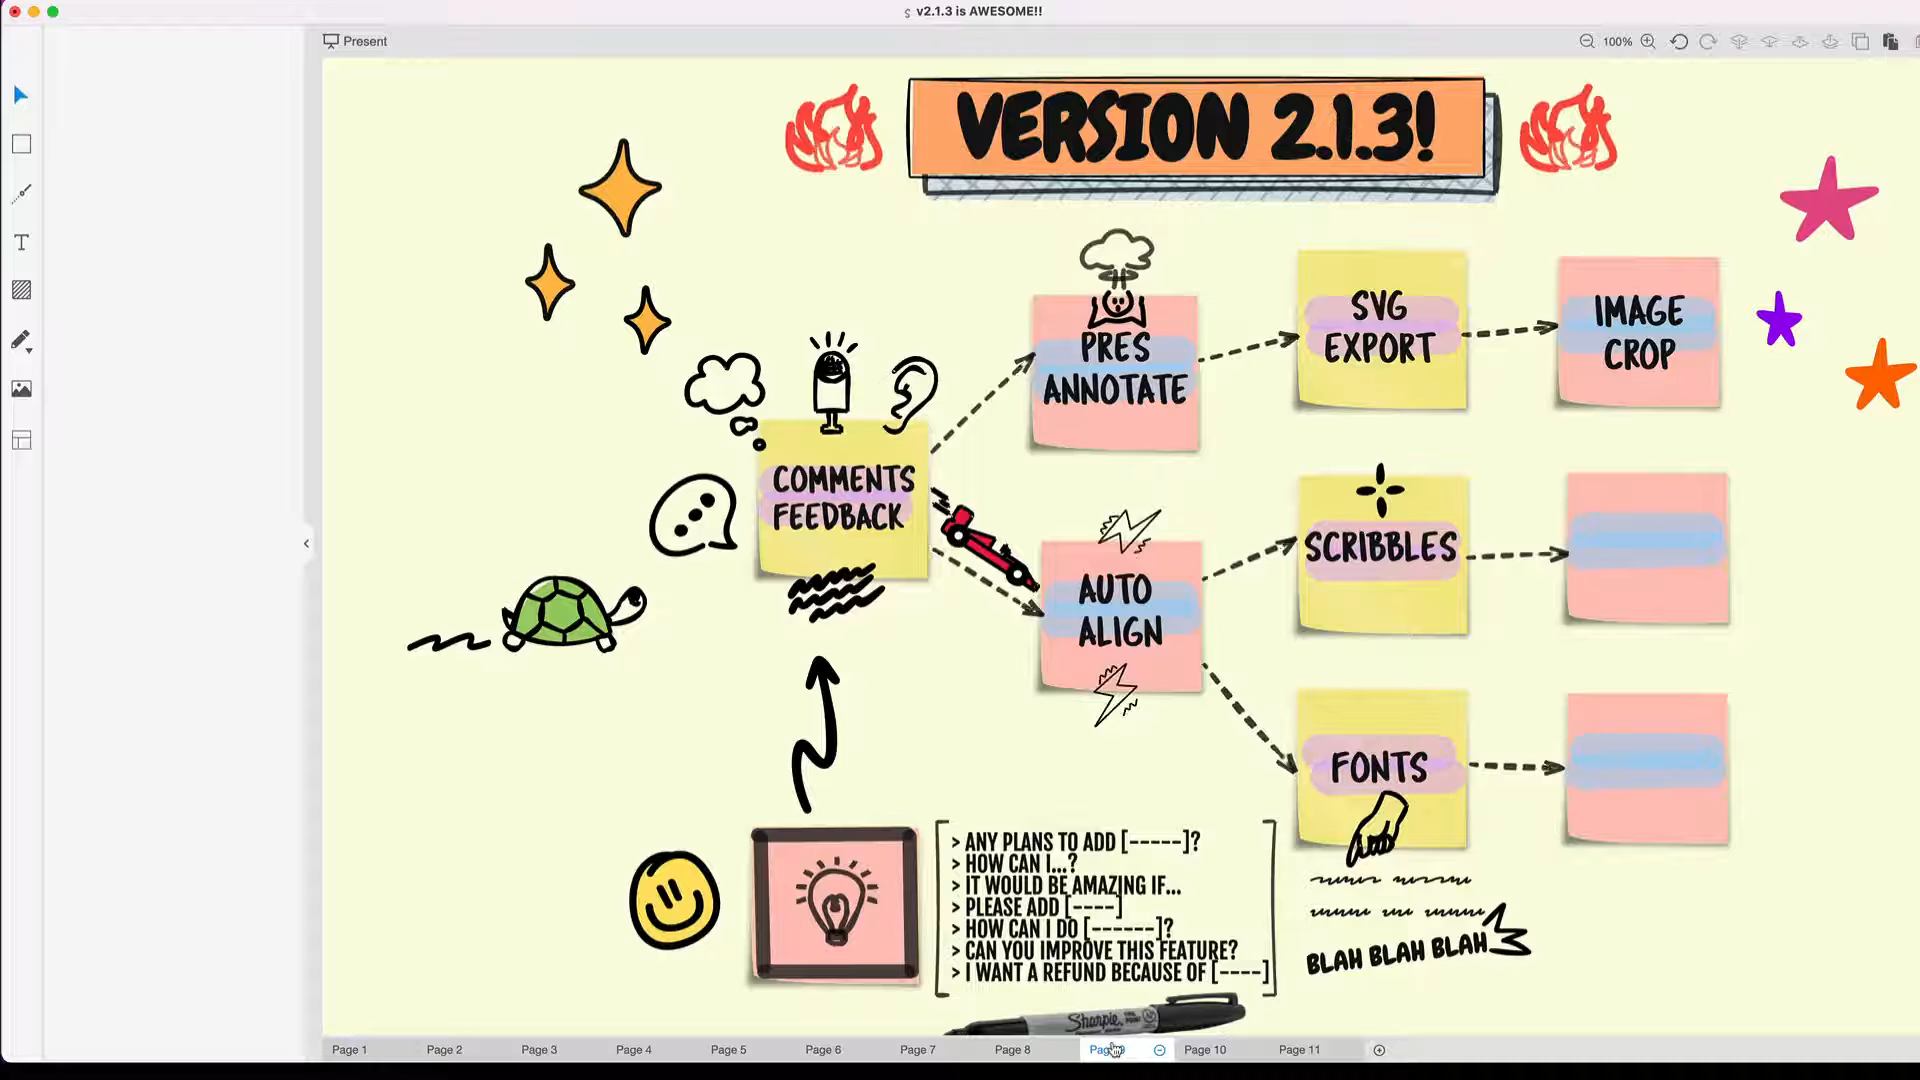 v2.1.3 is AWESOME!!
Present
100%
VERSION 2.1.3!
PRES
ANNOTATE
SVG
EXPORT
IMAGE
CROP
COMMENTS
FEEDBACK
AUTO
ALIGN
SCRIBBLES
FONTS
> ANY PLANS TO ADD [-----]?
> HOW CAN I...?
> IT WOULD BE AMAZING IF...
> PLEASE ADD [----]
> HOW CAN I DO [------]?
> CAN YOU IMPROVE THIS FEATURE?
> I WANT A REFUND BECAUSE OF [----]
BLAH BLAH BLAH
Sharpie
Page 1
Page 2
Page 3
Page 4
Page 5
Page 6
Page 7
Page 8
Page 9
Page 10
Page 11